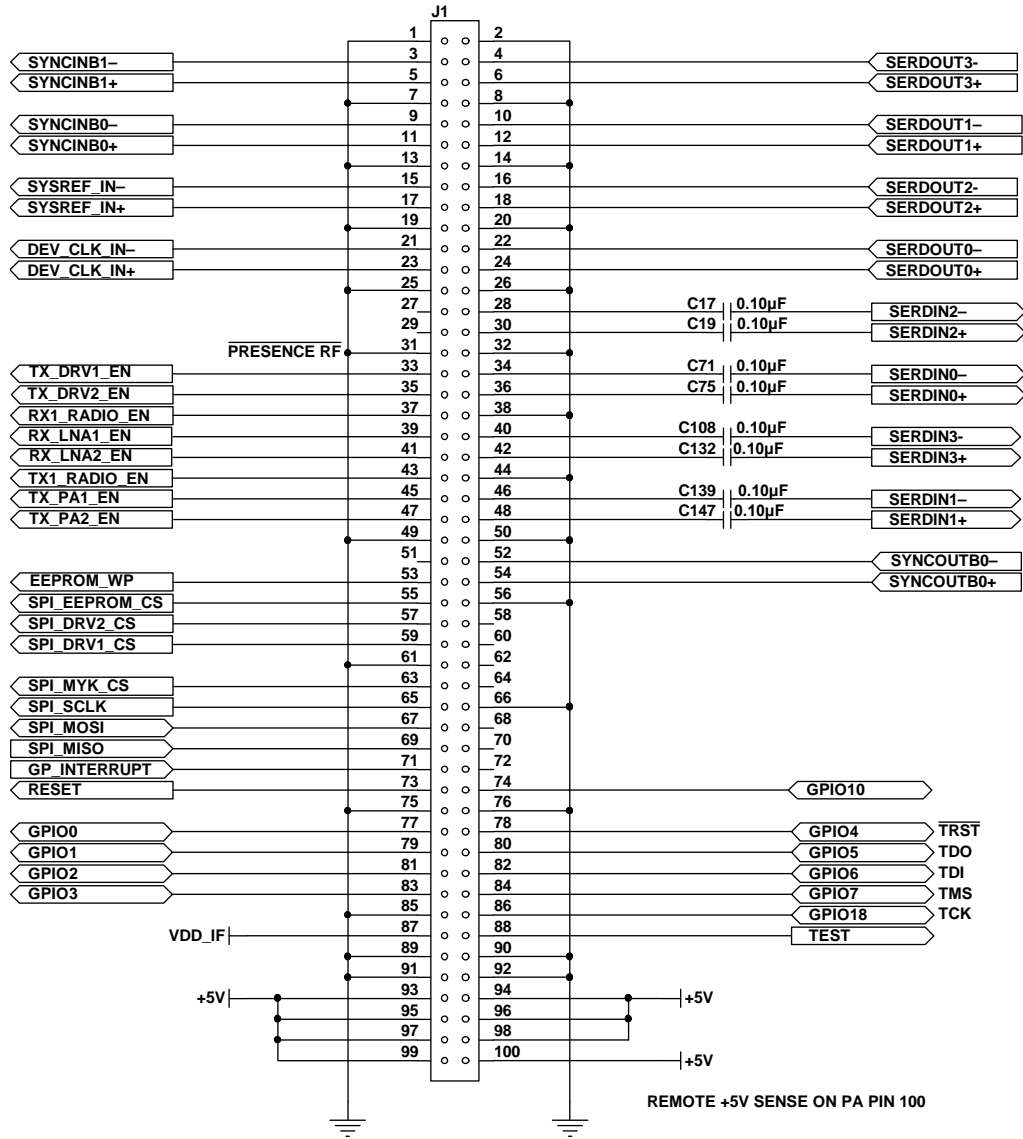 J1
1 2
SYNCINB1– 3 4 SERDOUT3-
SYNCINB1+ 5 6 SERDOUT3+
7 8
SYNCINB0– 9 10 SERDOUT1–
SYNCINB0+ 11 12 SERDOUT1+
13 14
SYSREF_IN– 15 16 SERDOUT2-
SYSREF_IN+ 17 18 SERDOUT2+
19 20
DEV_CLK_IN– 21 22 SERDOUT0–
DEV_CLK_IN+ 23 24 SERDOUT0+
25 26
27 28 C17 0.10µF SERDIN2–
29 30 C19 0.10µF SERDIN2+
PRESENCE RF 31 32
TX_DRV1_EN 33 34 C71 0.10µF SERDIN0–
TX_DRV2_EN 35 36 C75 0.10µF SERDIN0+
RX1_RADIO_EN 37 38
RX_LNA1_EN 39 40 C108 0.10µF SERDIN3-
RX_LNA2_EN 41 42 C132 0.10µF SERDIN3+
TX1_RADIO_EN 43 44
TX_PA1_EN 45 46 C139 0.10µF SERDIN1–
TX_PA2_EN 47 48 C147 0.10µF SERDIN1+
49 50
51 52 SYNCOUTB0–
EEPROM_WP 53 54 SYNCOUTB0+
SPI_EEPROM_CS 55 56
SPI_DRV2_CS 57 58
SPI_DRV1_CS 59 60
61 62
SPI_MYK_CS 63 64
SPI_SCLK 65 66
SPI_MOSI 67 68
SPI_MISO 69 70
GP_INTERRUPT 71 72
RESET 73 74 GPIO10
75 76
GPIO0 77 78 GPIO4 TRST
GPIO1 79 80 GPIO5 TDO
GPIO2 81 82 GPIO6 TDI
GPIO3 83 84 GPIO7 TMS
85 86 GPIO18 TCK
VDD_IF 87 88 TEST
89 90
91 92
+5V 93 94 +5V
95 96
97 98
99 100 +5V
REMOTE +5V SENSE ON PA PIN 100